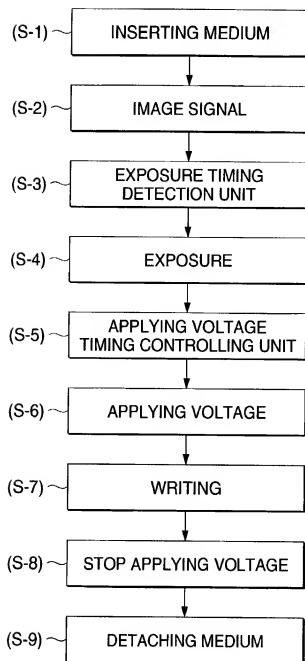 (S-1) INSERTING MEDIUM
(S-2) IMAGE SIGNAL
(S-3) EXPOSURE TIMING
DETECTION UNIT
(S-4) EXPOSURE
(S-5) APPLYING VOLTAGE
TIMING CONTROLLING UNIT
(S-6) APPLYING VOLTAGE
(S-7) WRITING
(S-8) STOP APPLYING VOLTAGE
(S-9) DETACHING MEDIUM